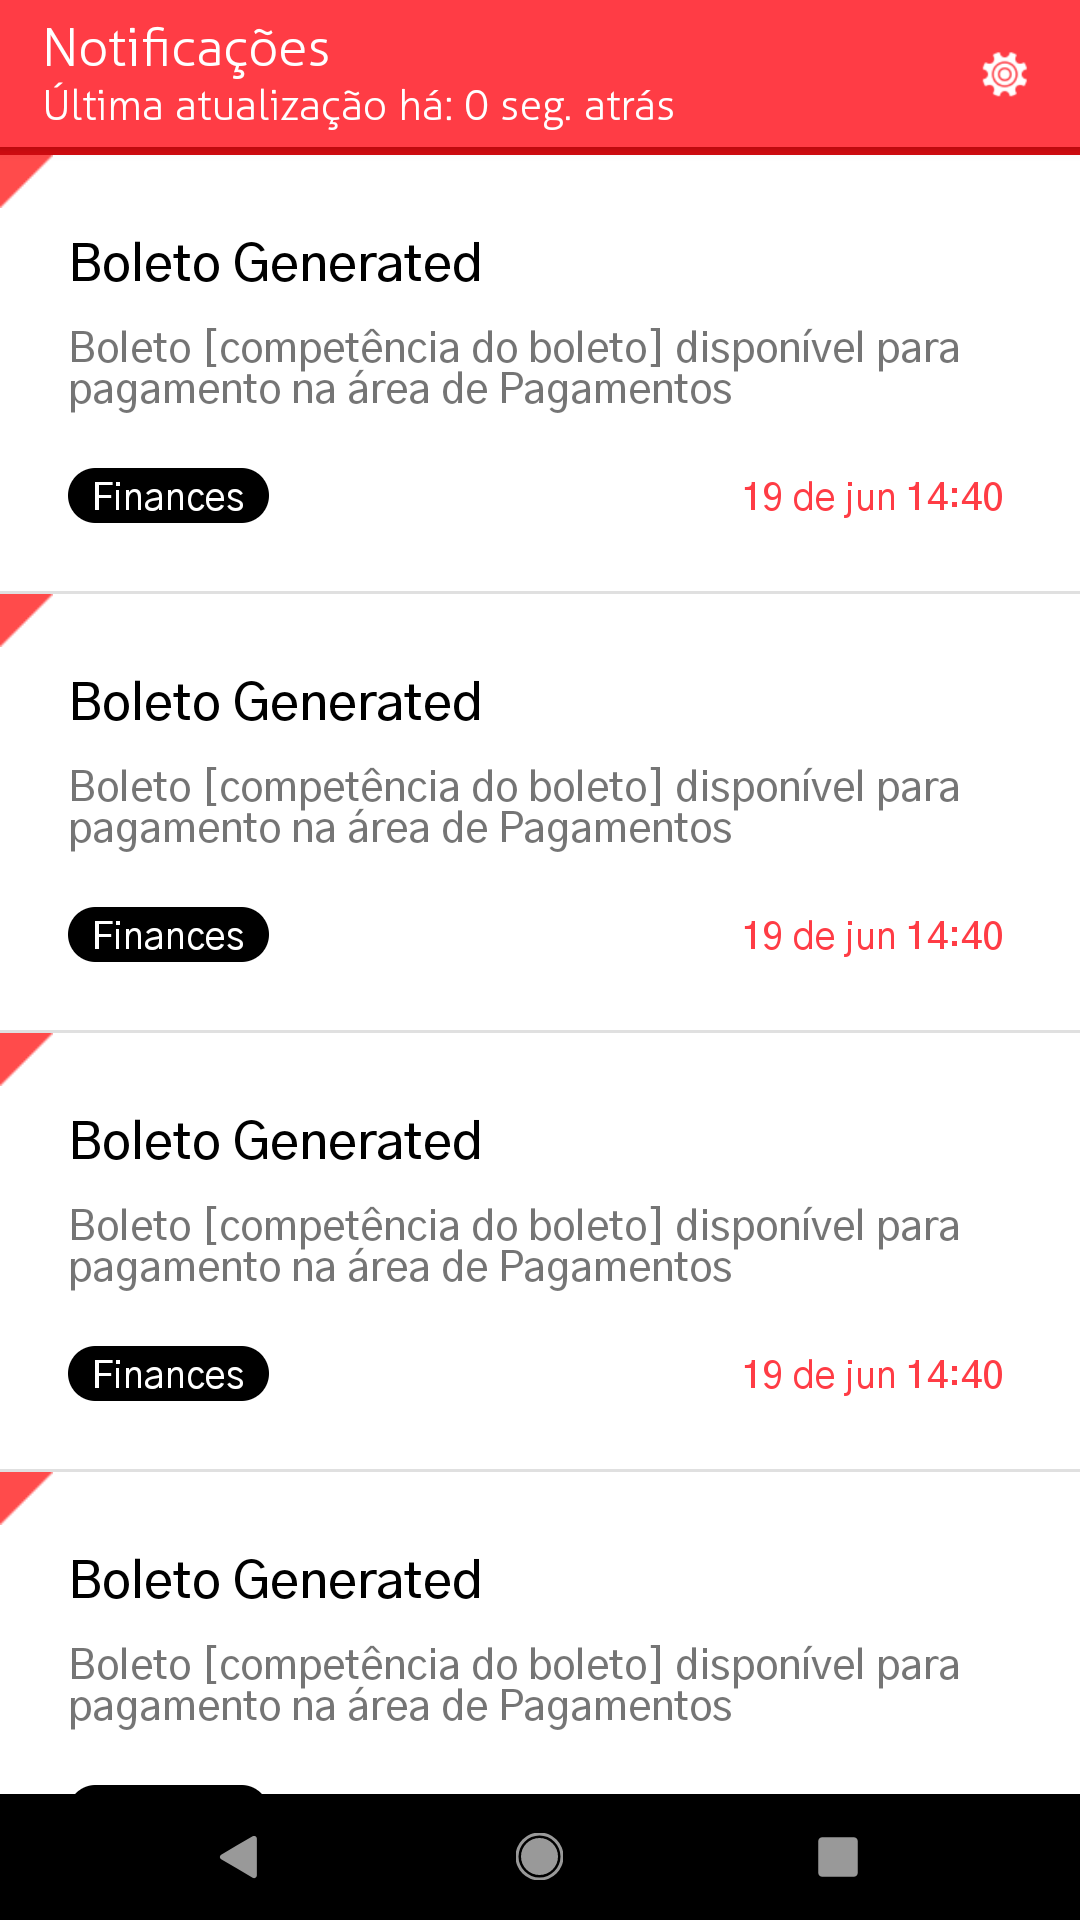 Notificações
Última atualização há: 0 seg. atrás
Boleto Generated
Boleto [competência do boleto] disponível para
pagamento na área de Pagamentos
Finances 19 de jun 14:40
Boleto Generated
Boleto [competência do boleto] disponível para
pagamento na área de Pagamentos
Finances 19 de jun 14:40
Boleto Generated
Boleto [competência do boleto] disponível para
pagamento na área de Pagamentos
Finances 19 de jun 14:40
Boleto Generated
Boleto [competência do boleto] disponível para
pagamento na área de Pagamentos